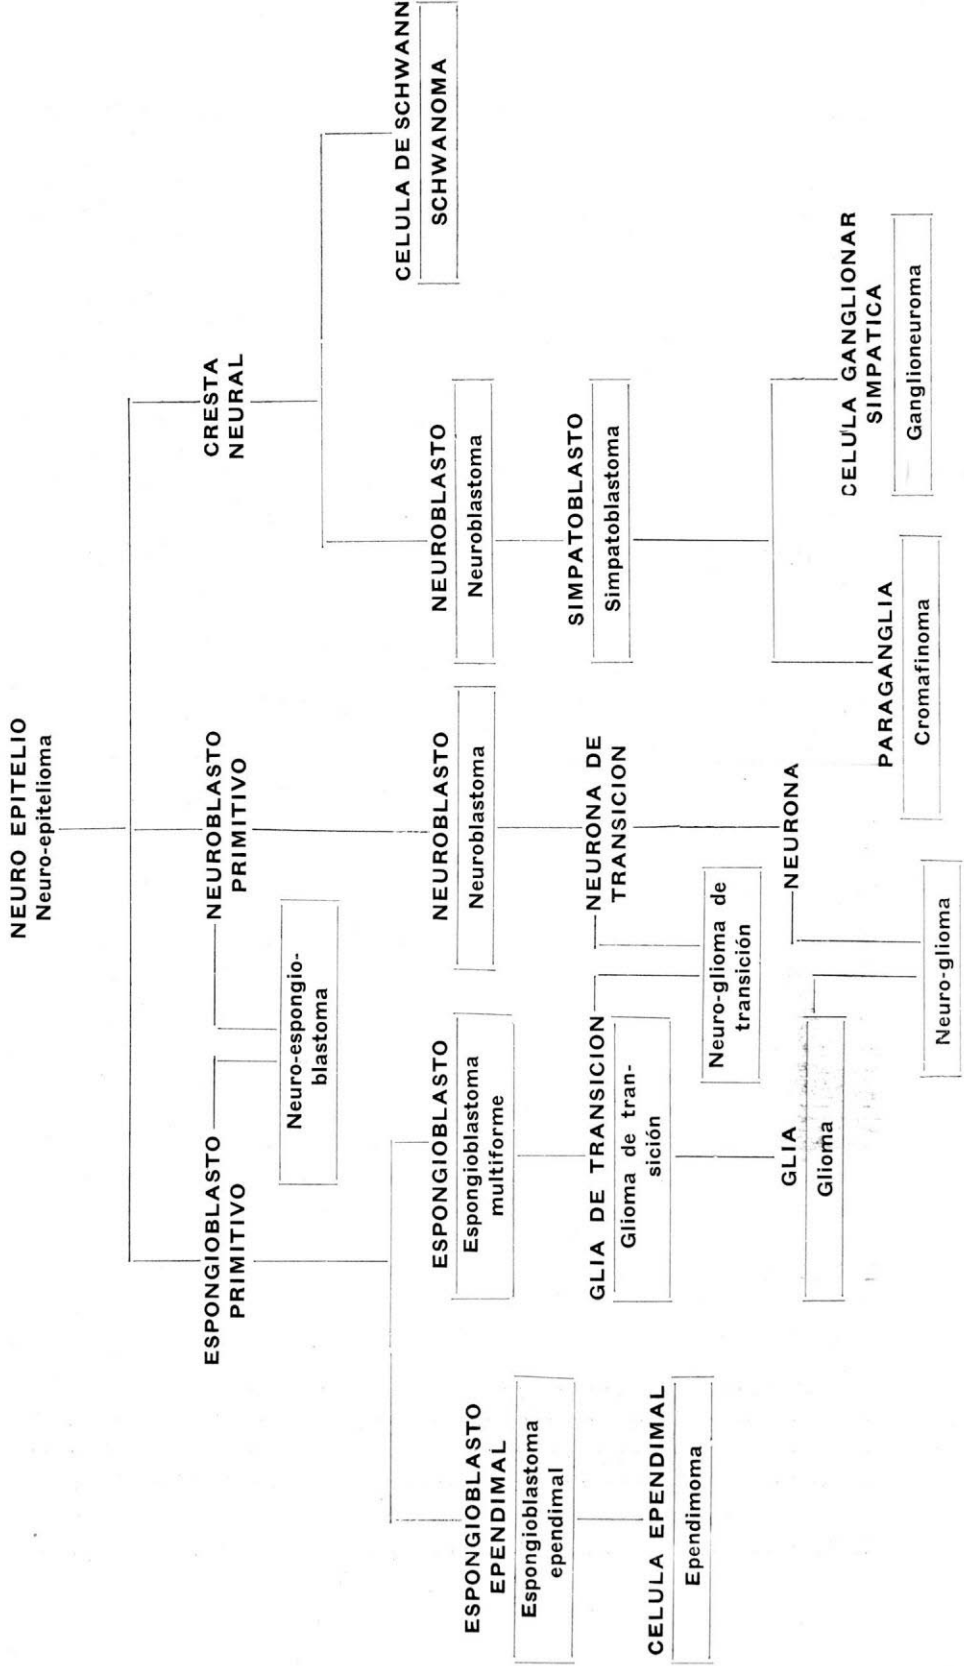 NEURO EPITELIO
Neuro-epitelioma
ESPONGIOBLASTO
PRIMITIVO
NEUROBLASTO
PRIMITIVO
CRESTA
NEURAL
Neuro-espongio-
blastoma
ESPONGIOBLASTO
EPENDIMAL
Espongioblastoma
ependimal
ESPONGIOBLASTO
Espongioblastoma
multiforme
NEUROBLASTO
Neuroblastoma
NEUROBLASTO
Neuroblastoma
CELULA DE SCHWANN
SCHWANOMA
CELULA EPENDIMAL
Ependimoma
GLIA DE TRANSICION
Glioma de tran-
sición
NEURONA DE
TRANSICION
Neuro-glioma de
transición
SIMPATOBLASTO
Simpatoblastoma
GLIA
Glioma
NEURONA
Neuro-glioma
PARAGANGLIA
Cromafinoma
CELULA GANGLIONAR
SIMPATICA
Ganglioneuroma